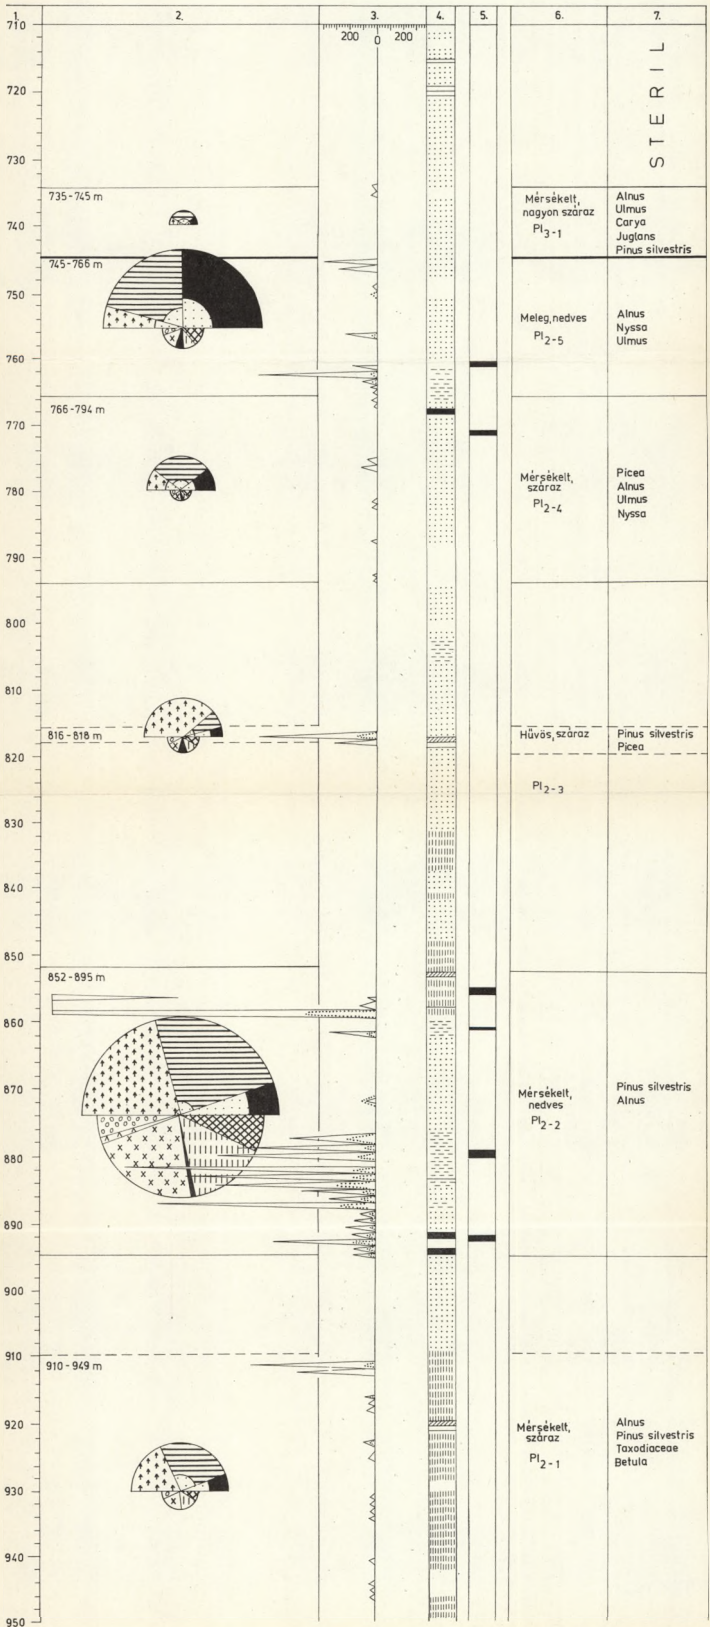 1. 2. 3. 4. 5. 6. 7.
710
200 0 200
STERIL
720
730
735-745 m
Mérsékelt,
nagyon száraz
Pl3-1
Alnus
Ulmus
Carya
Juglans
Pinus silvestris
740
745-766 m
750
Meleg, nedves
Pl2-5
Alnus
Nyssa
Ulmus
760
766-794 m
770
780
Mérsékelt,
száraz
Pl2-4
Picea
Alnus
Ulmus
Nyssa
790
800
810
816-818 m
Hűvös, száraz
Pinus silvestris
Picea
820
Pl2-3
830
840
850
852-895 m
860
870
Mérsékelt,
nedves
Pl2-2
Pinus silvestris
Alnus
880
890
900
910
910-949 m
920
Mérsékelt,
száraz
Pl2-1
Alnus
Pinus silvestris
Taxodiaceae
Betula
930
940
950